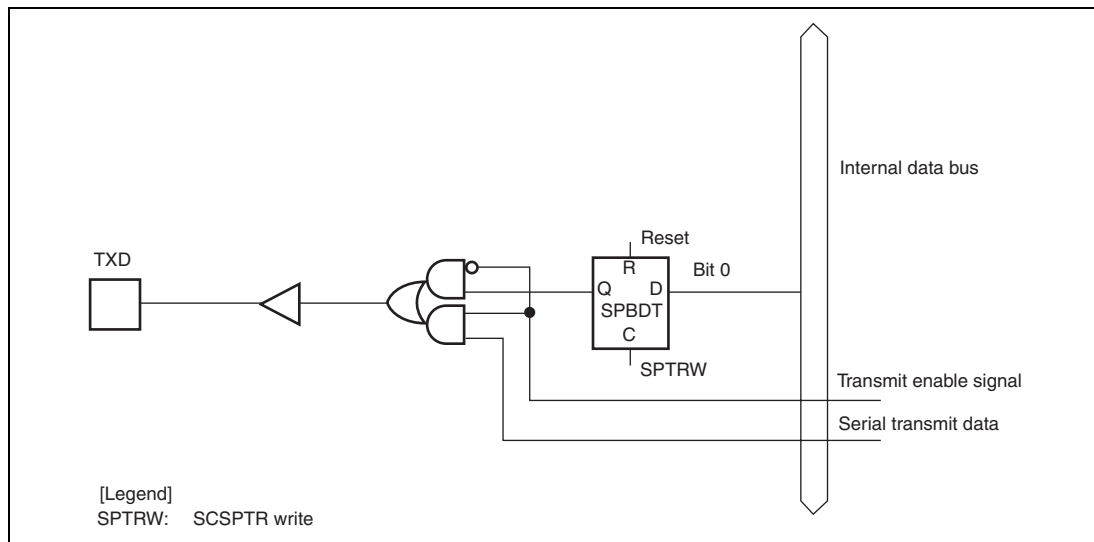 Internal data bus
Reset
TXD
R
Bit 0
Q D
SPBDT
C
SPTRW
Transmit enable signal
Serial transmit data
[Legend]
SPTRW: SCSPTR write